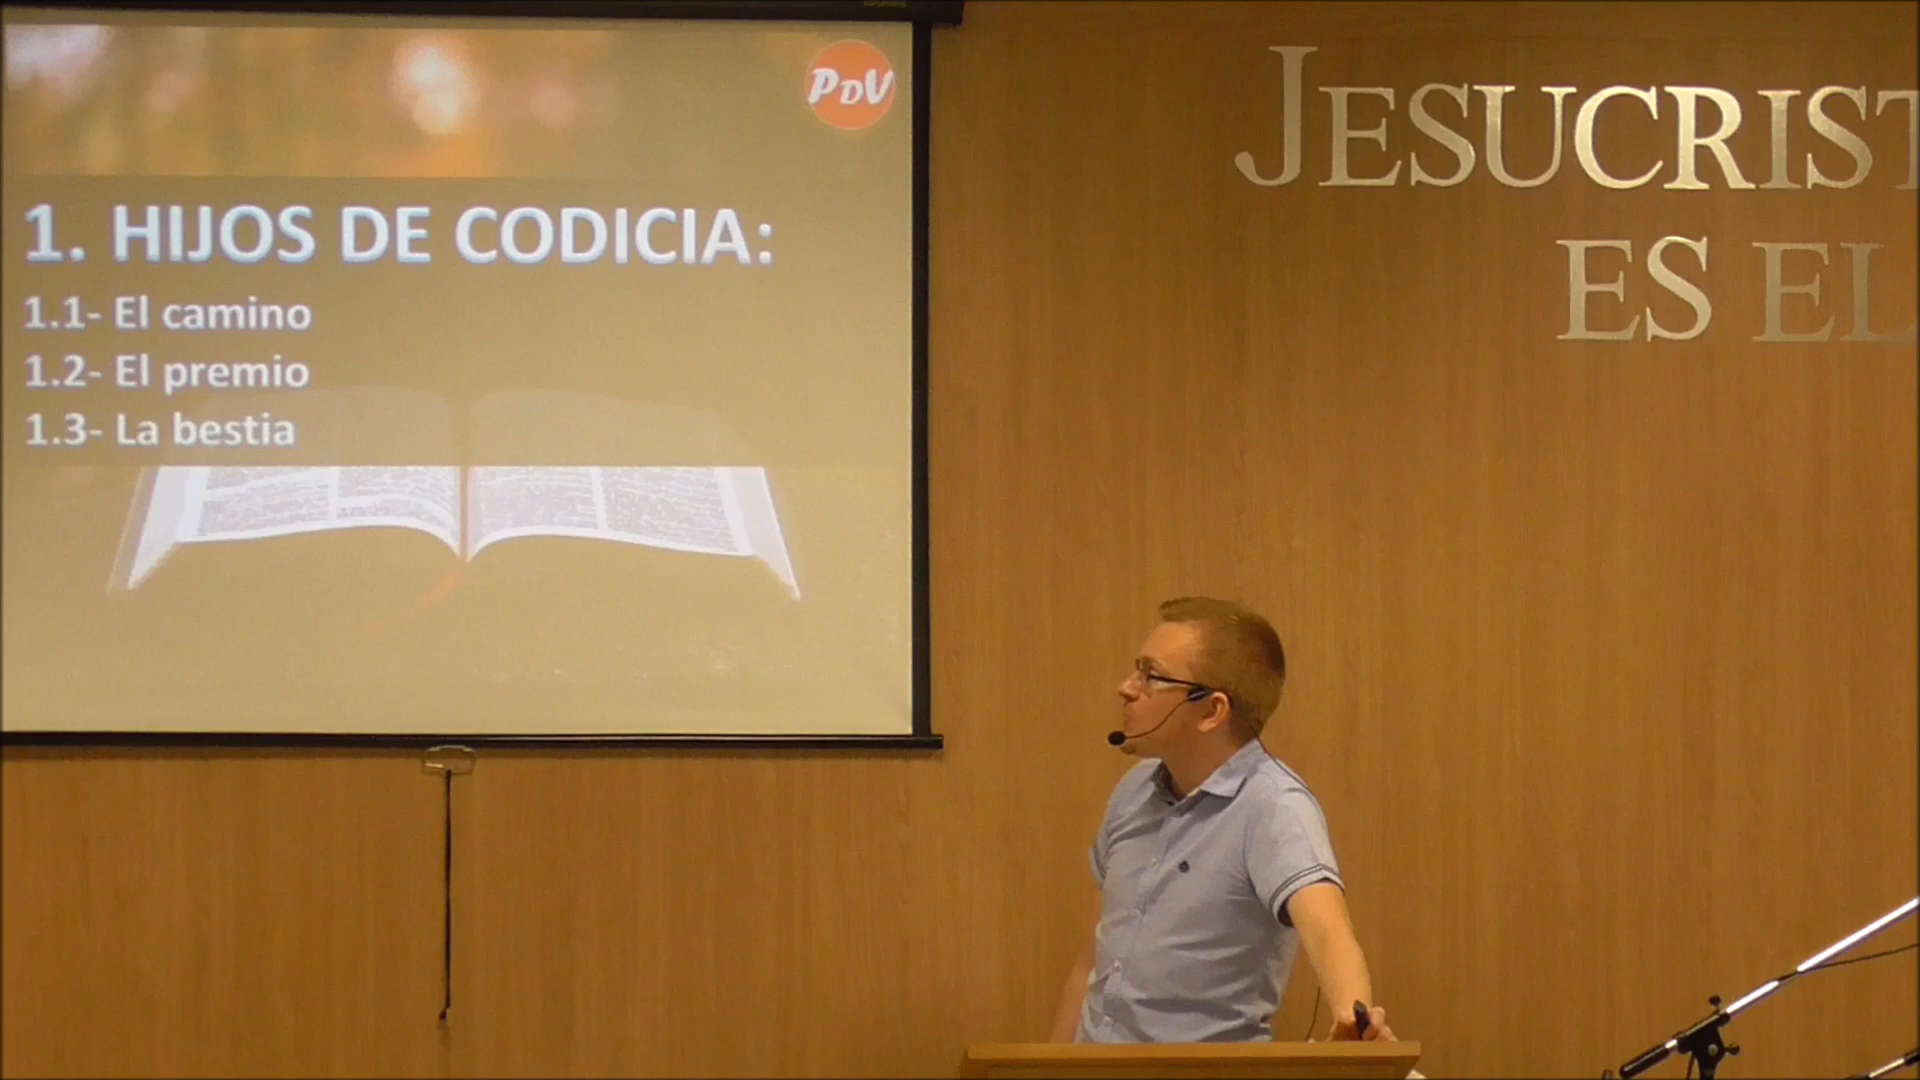 PDV
1. HIJOS DE CODICIA:
1.1- El camino
1.2- El premio
1.3- La bestia
JESUCRIST
ES EL